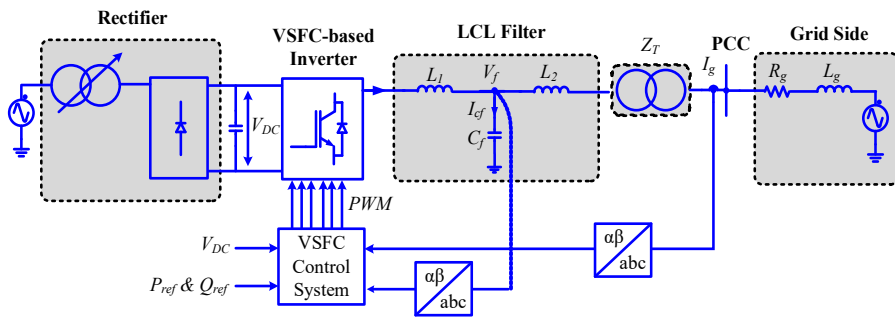 Rectifier
VSFC-based
Inverter
LCL Filter
Z_T
PCC
Grid Side
V_DC
L_1
V_f
L_2
I_cf
C_f
I_g
R_g
L_g
PWM
V_DC
P_ref & Q_ref
VSFC
Control
System
αβ
abc
αβ
abc